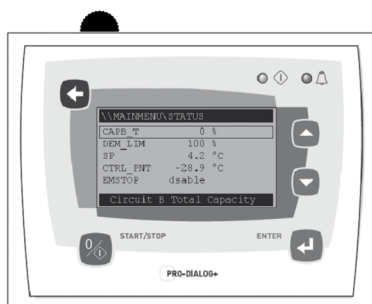 \\MAINMENU\STATUS
CAPB_T 0 %
DEM_LIM 100 %
SP 4.2 °C
CTRL_PNT -28.9 °C
EMSTOP dsable
Circuit B Total Capacity
0/I START/STOP ENTER
PRO-DIALOG+